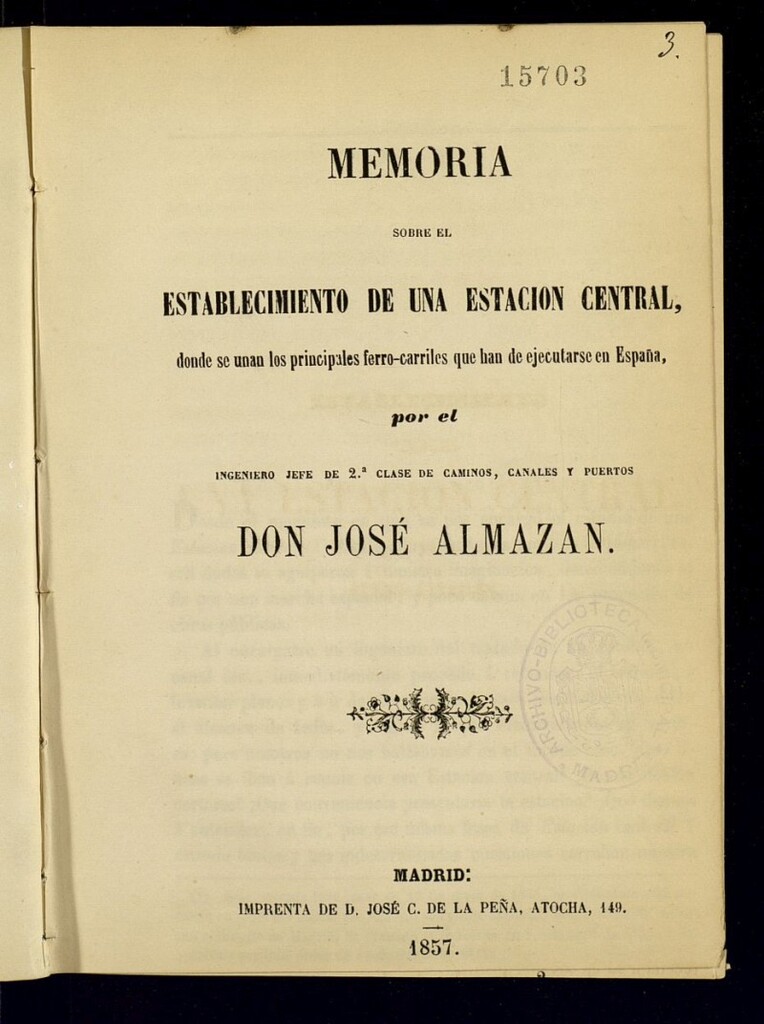 3.
15703
MEMORIA
SOBRE EL
ESTABLECIMIENTO DE UNA ESTACION CENTRAL,
donde se unan los principales ferro-carriles que han de ejecutarse en España,
por el
INGENIERO JEFE DE 2.ª CLASE DE CAMINOS, CANALES Y PUERTOS
DON JOSÉ ALMAZAN.
ARCHIVO-BIBLIOTECA
MADRID:
IMPRENTA DE D. JOSÉ C. DE LA PEÑA, ATOCHA, 149.
1857.